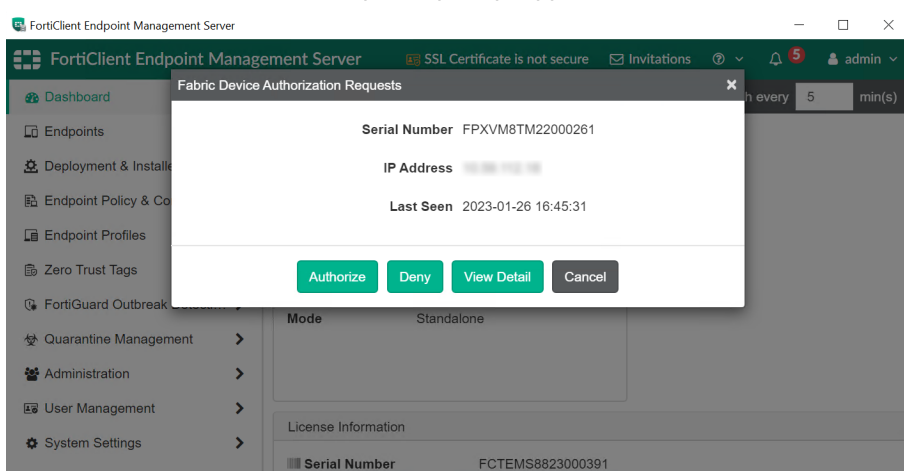 FortiClient Endpoint Management Server
FortiClient Endpoint Management Server SSL Certificate is not secure Invitations 5 admin
Fabric Device Authorization Requests
Dashboard h every 5 min(s)
Endpoints Serial Number FPXVM8TM22000261
Deployment & Installe IP Address
Endpoint Policy & Co Last Seen 2023-01-26 16:45:31
Endpoint Profiles
Zero Trust Tags Authorize Deny View Detail Cancel
FortiGuard Outbreak
Mode Standalone
Quarantine Management
Administration
User Management
License Information
System Settings
Serial Number FCTEMS8823000391